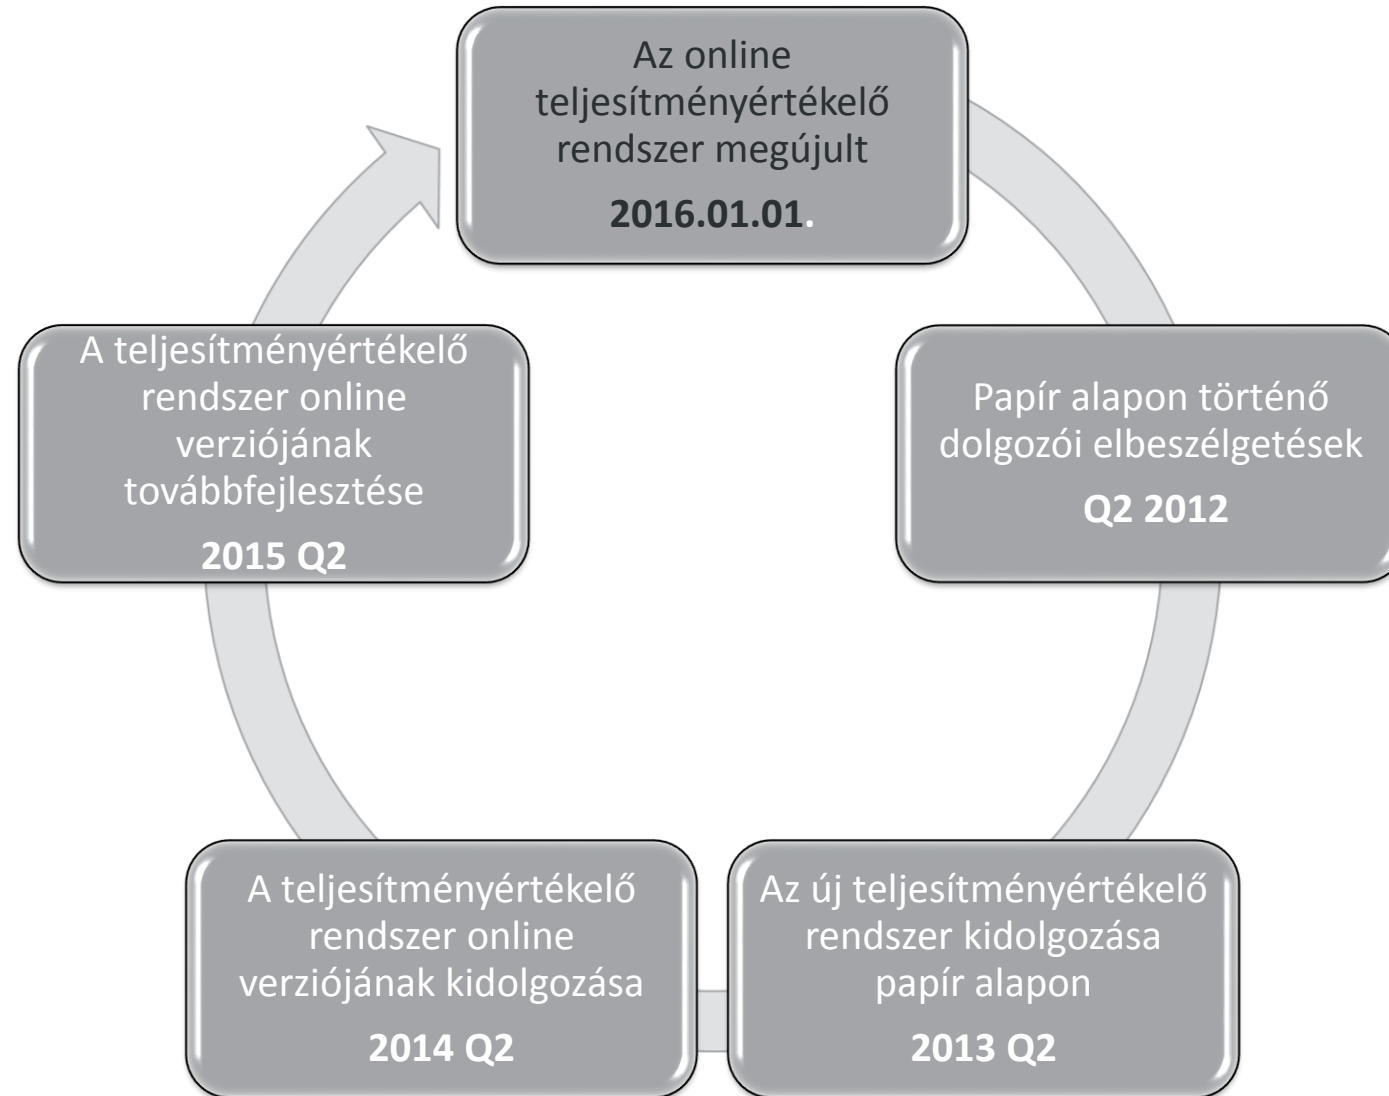 Az online
teljesítményértékelő
rendszer megújult
2016.01.01.
Papír alapon történő
dolgozói elbeszélgetések
Q2 2012
Az új teljesítményértékelő
rendszer kidolgozása
papír alapon
2013 Q2
A teljesítményértékelő
rendszer online
verziójának kidolgozása
2014 Q2
A teljesítményértékelő
rendszer online
verziójának
továbbfejlesztése
2015 Q2